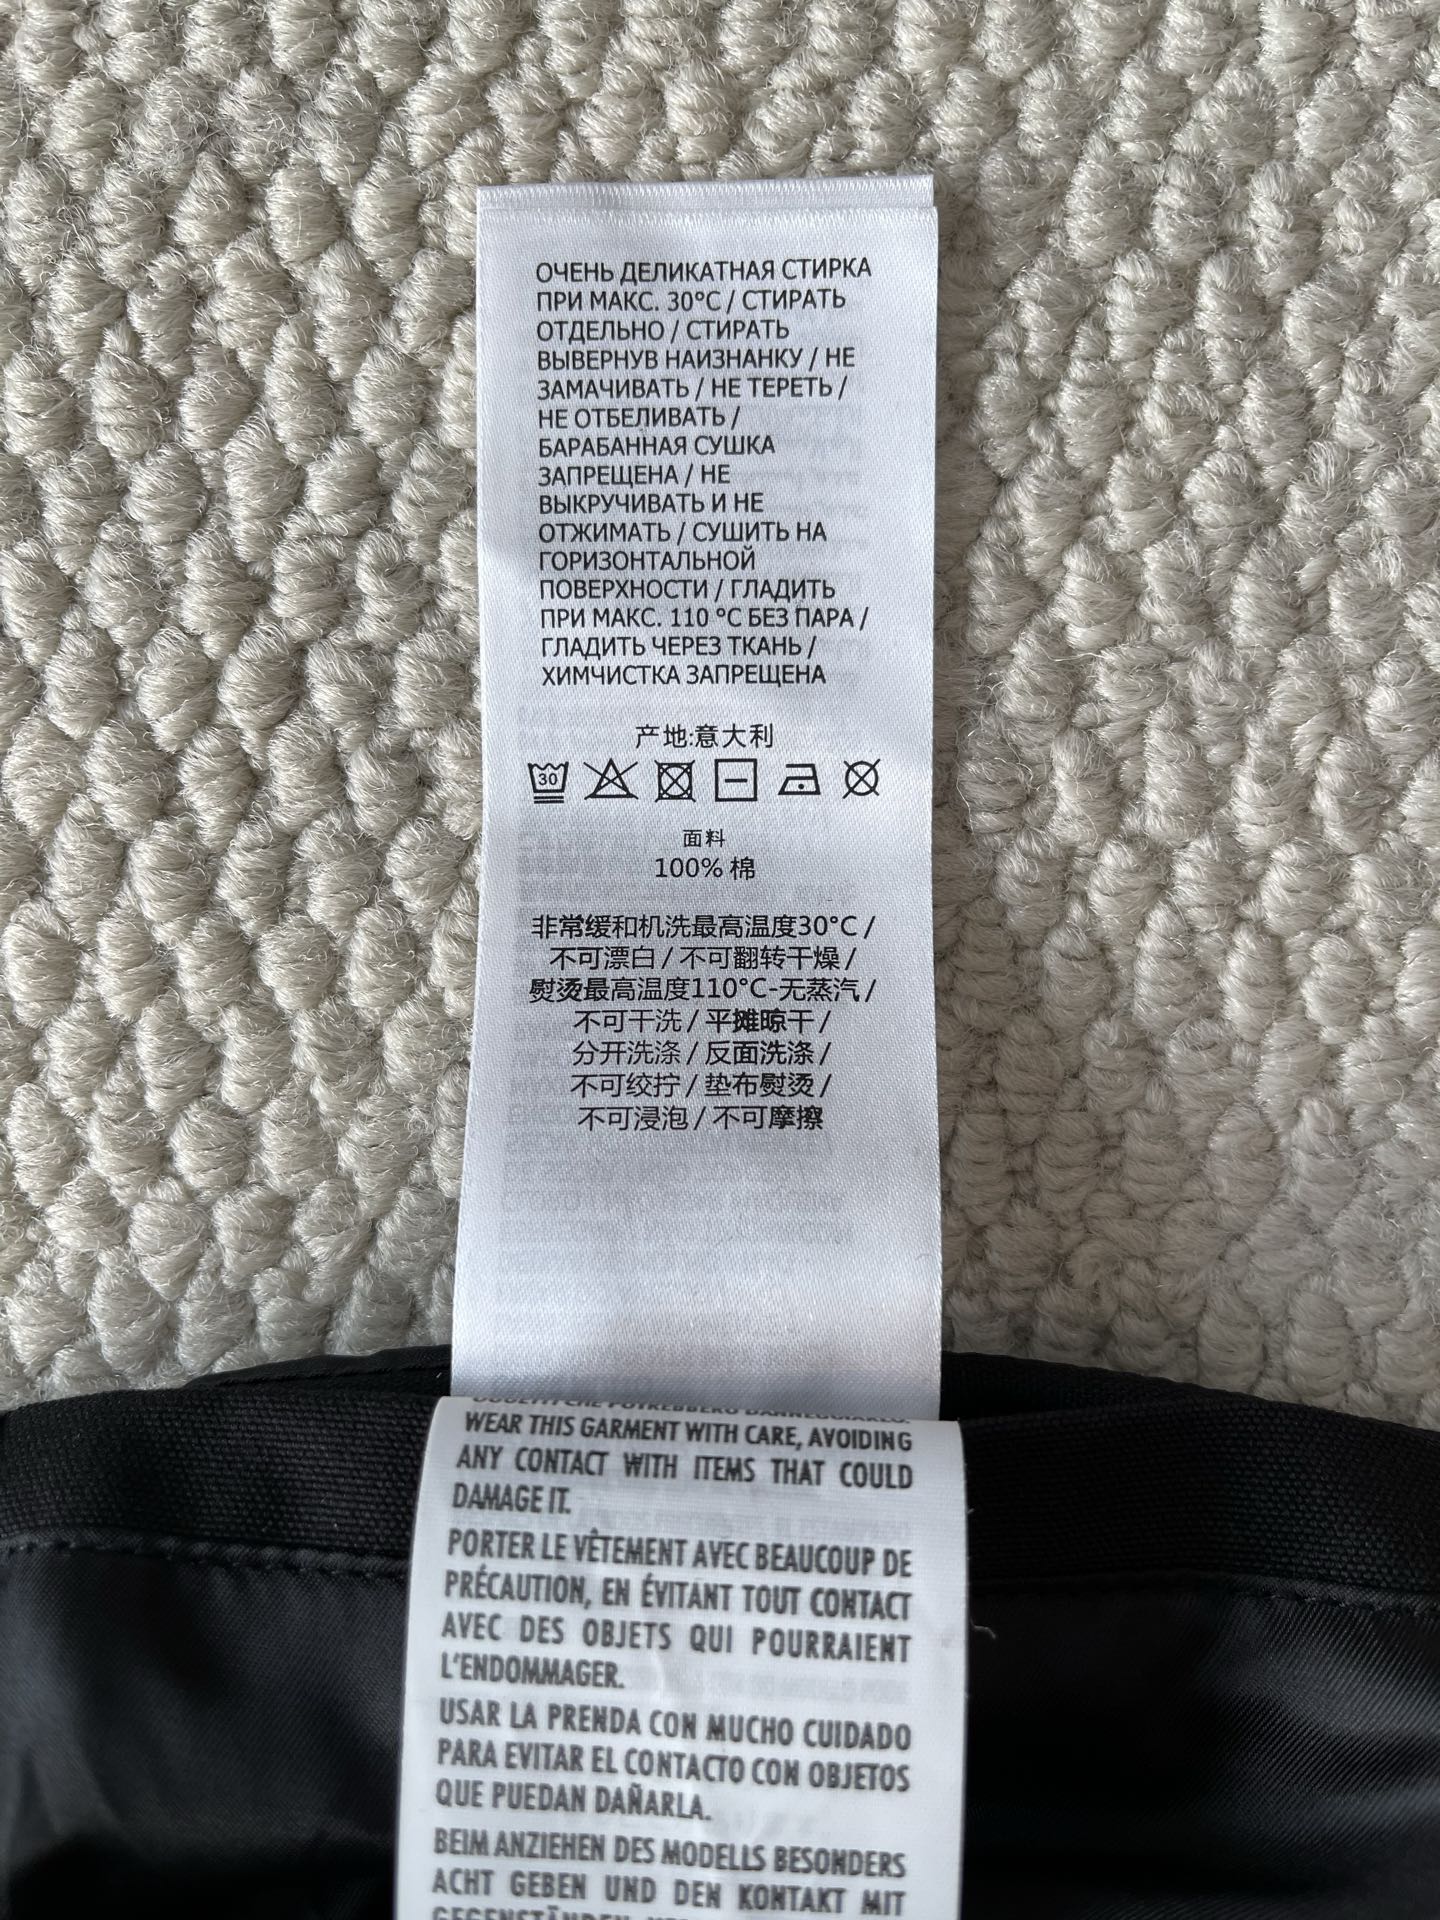 ОЧЕНЬ ДЕЛИКАТНАЯ СТИРКА
ПРИ МАКС. 30°C / СТИРАТЬ
ОТДЕЛЬНО / СТИРАТЬ
ВЫВЕРНУВ НАИЗНАНКУ / НЕ
ЗАМАЧИВАТЬ / НЕ ТЕРЕТЬ /
НЕ ОТБЕЛИВАТЬ /
БАРАБАННАЯ СУШКА
ЗАПРЕЩЕНА / НЕ
ВЫКРУЧИВАТЬ И НЕ
ОТЖИМАТЬ / СУШИТЬ НА
ГОРИЗОНТАЛЬНОЙ
ПОВЕРХНОСТИ / ГЛАДИТЬ
ПРИ МАКС. 110 °C БЕЗ ПАРА /
ГЛАДИТЬ ЧЕРЕЗ ТКАНЬ /
ХИМЧИСТКА ЗАПРЕЩЕНА
产地:意大利
30
面料
100% 棉
非常缓和机洗最高温度30°C /
不可漂白 / 不可翻转干燥 /
熨烫最高温度110°C-无蒸汽 /
不可干洗 / 平摊晾干 /
分开洗涤 / 反面洗涤 /
不可绞拧 / 垫布熨烫 /
不可浸泡 / 不可摩擦
WEAR THIS GARMENT WITH CARE, AVOIDING
ANY CONTACT WITH ITEMS THAT COULD
DAMAGE IT.
PORTER LE VÊTEMENT AVEC BEAUCOUP DE
PRÉCAUTION, EN ÉVITANT TOUT CONTACT
AVEC DES OBJETS QUI POURRAIENT
L'ENDOMMAGER.
USAR LA PRENDA CON MUCHO CUIDADO
PARA EVITAR EL CONTACTO CON OBJETOS
QUE PUEDAN DAÑARLA.
BEIM ANZIEHEN DES MODELLS BESONDERS
ACHT GEBEN UND DEN KONTAKT MIT